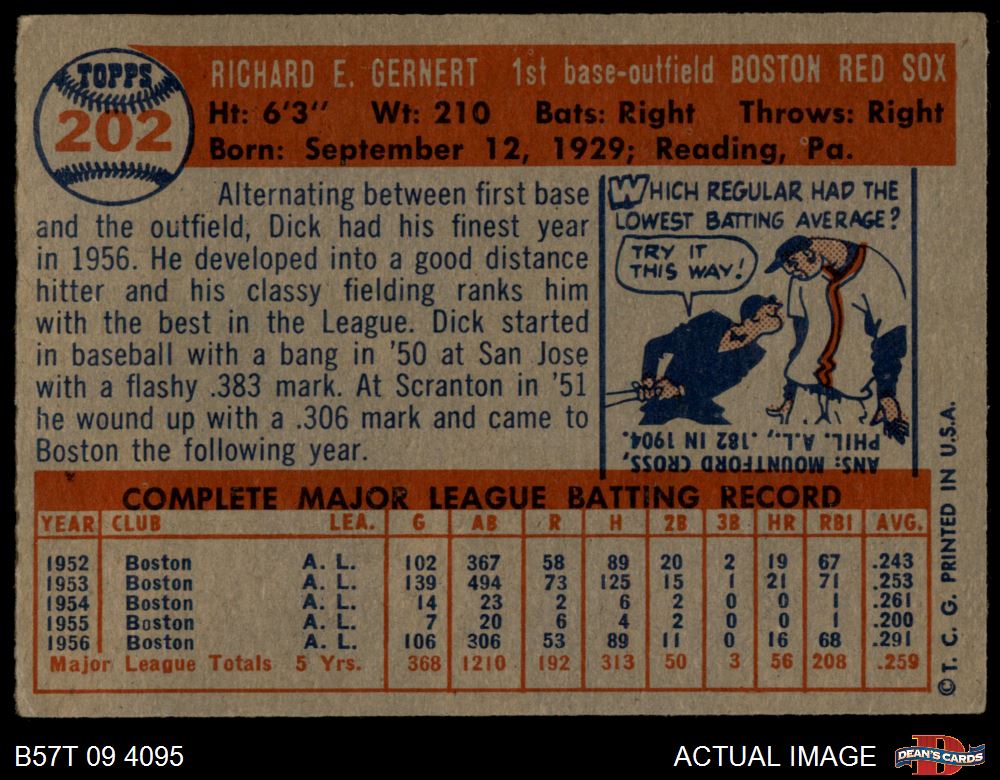 TOPPS
202
RICHARD E. GERNERT 1st base-outfield BOSTON RED SOX
Ht: 6'3" Wt: 210 Bats: Right Throws: Right
Born: September 12, 1929; Reading, Pa.
Alternating between first base
and the outfield, Dick had his finest year
in 1956. He developed into a good distance
hitter and his classy fielding ranks him
with the best in the League. Dick started
in baseball with a bang in '50 at San Jose
with a flashy .383 mark. At Scranton in '51
he wound up with a .306 mark and came to
Boston the following year.
WHICH REGULAR HAD THE
LOWEST BATTING AVERAGE?
TRY IT
THIS WAY!
ANS: MOUNTFORD CROSS,
PHIL. A.L., .182 IN 1904.
COMPLETE MAJOR LEAGUE BATTING RECORD
YEAR CLUB LEA. G AB R H 2B 3B HR RBI AVG.
1952 Boston A. L. 102 367 58 89 20 2 19 67 .243
1953 Boston A. L. 139 494 73 125 15 1 21 71 .253
1954 Boston A. L. 14 23 2 6 2 0 0 1 .261
1955 Boston A. L. 7 20 6 4 2 0 0 1 .200
1956 Boston A. L. 106 306 53 89 11 0 16 68 .291
Major League Totals 5 Yrs. 368 1210 192 313 50 3 56 208 .259
© T. C. G. PRINTED IN U.S.A.
B57T 09 4095
ACTUAL IMAGE
D
DEAN'S CARDS